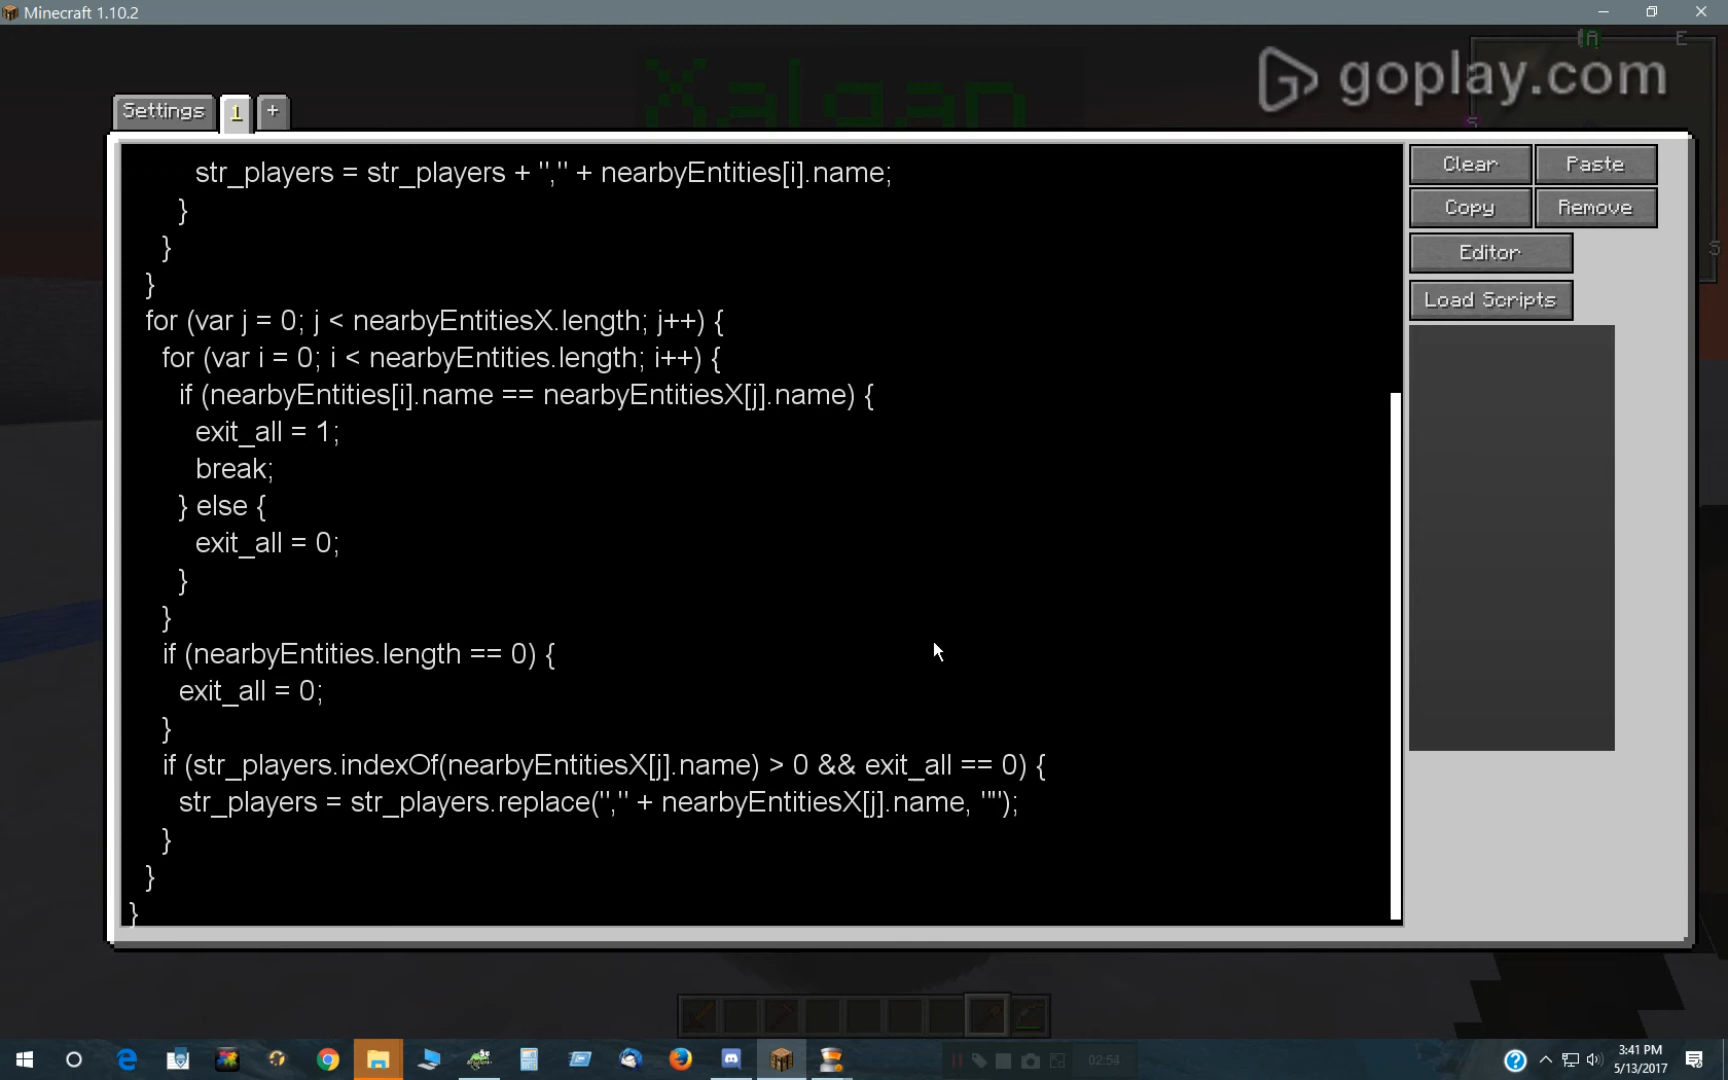 Minecraft 1.10.2
Xalgan
goplay.com
E
S
S
Settings
1
+
str_players = str_players + "," + nearbyEntities[i].name;
}
}
}
for (var j = 0; j < nearbyEntitiesX.length; j++) {
for (var i = 0; i < nearbyEntities.length; i++) {
if (nearbyEntities[i].name == nearbyEntitiesX[j].name) {
exit_all = 1;
break;
} else {
exit_all = 0;
}
}
if (nearbyEntities.length == 0) {
exit_all = 0;
}
if (str_players.indexOf(nearbyEntitiesX[j].name) > 0 && exit_all == 0) {
str_players = str_players.replace("," + nearbyEntitiesX[j].name, "");
}
}
}
Clear
Paste
Copy
Remove
Editor
Load Scripts
02:54
3:41 PM
5/13/2017